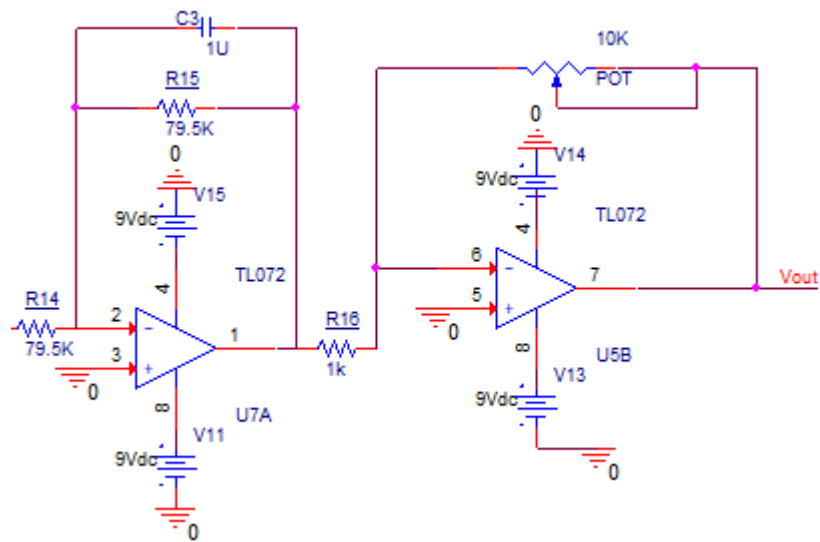 C3
1U
R15
79.5K
0
V15
9Vdc
4
TL072
R14
79.5K
2
3
-
+
1
0
8
U7A
V11
9Vdc
0
R16
1k
10K
POT
0
V14
9Vdc
4
TL072
6
5
-
+
7
Vout
0
8
U5B
V13
9Vdc
0